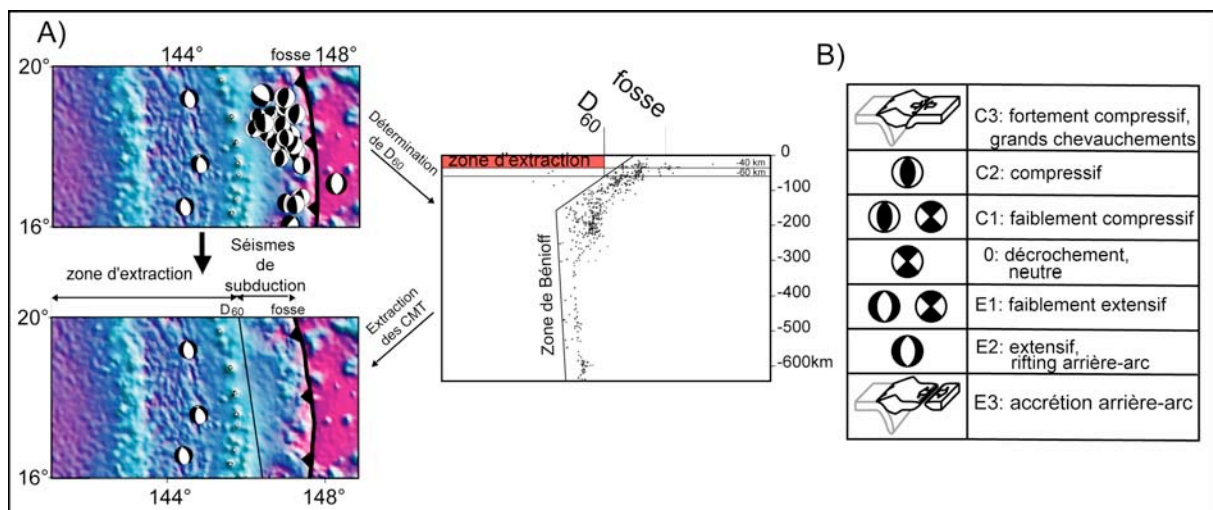 A)
144°
fosse 148°
20°
16°
zone d'extraction
Séismes
de
subduction
D60
fosse
20°
16°
144°
148°
Détermination
de D60
Extraction
des CMT
D60
fosse
zone d'extraction
-40 km
-60 km
0
-100
-200
-300
-400
-500
-600km
Zone de Bénioff
B)
C3: fortement compressif,
grands chevauchements
C2: compressif
C1: faiblement compressif
0: décrochement,
neutre
E1: faiblement extensif
E2: extensif,
rifting arrière-arc
E3: accrétion arrière-arc